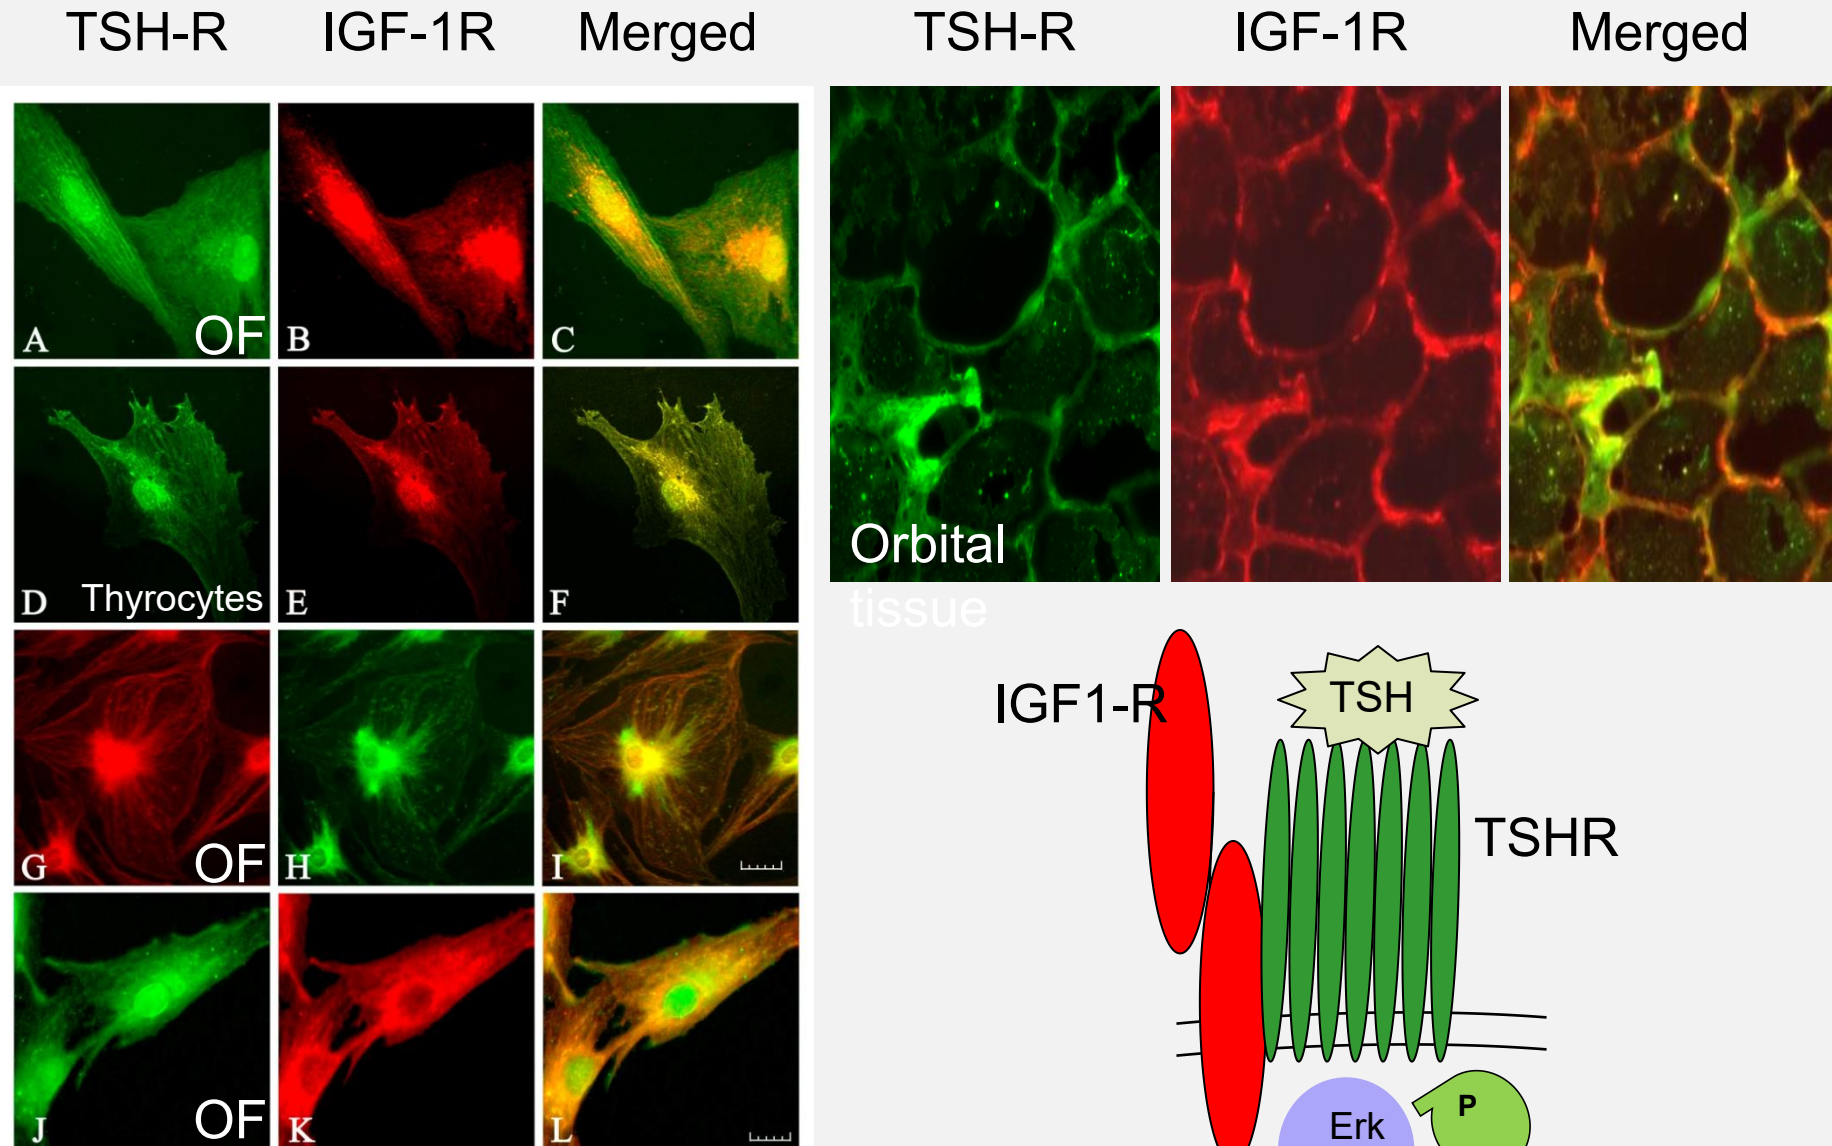 TSH-R IGF-1R Merged
TSH-R IGF-1R Merged
A OF B C
D Thyrocytes E F
G OF H I
J OF K L
Orbital
tissue
IGF1-R
TSH
TSHR
Erk
P